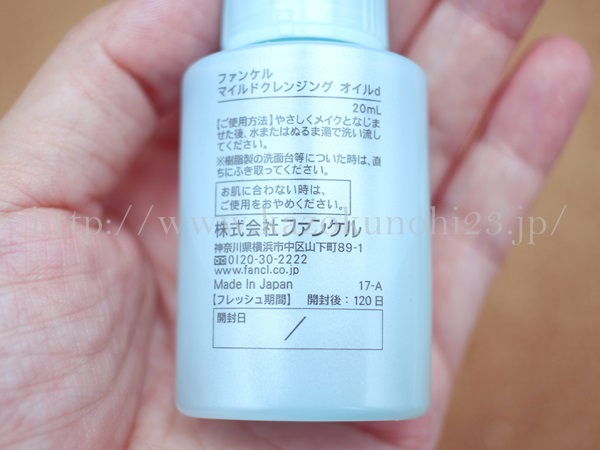 ファンケル
マイルドクレンジング オイルd
20mL
【ご使用方法】やさしくメイクとなじま
せた後、水またはぬるま湯で洗い流し
てください。
※樹脂製の洗面台等についた時は、直
ちにふき取ってください。
お肌に合わない時は、
ご使用をおやめください。
http://www.kazokunohi23.jp/
株式会社 ファンケル
神奈川県横浜市中区山下町89-1
0120-30-2222
www.fancl.co.jp
Made In Japan 17-A
【フレッシュ期間】 開封後：120日
開封日 /